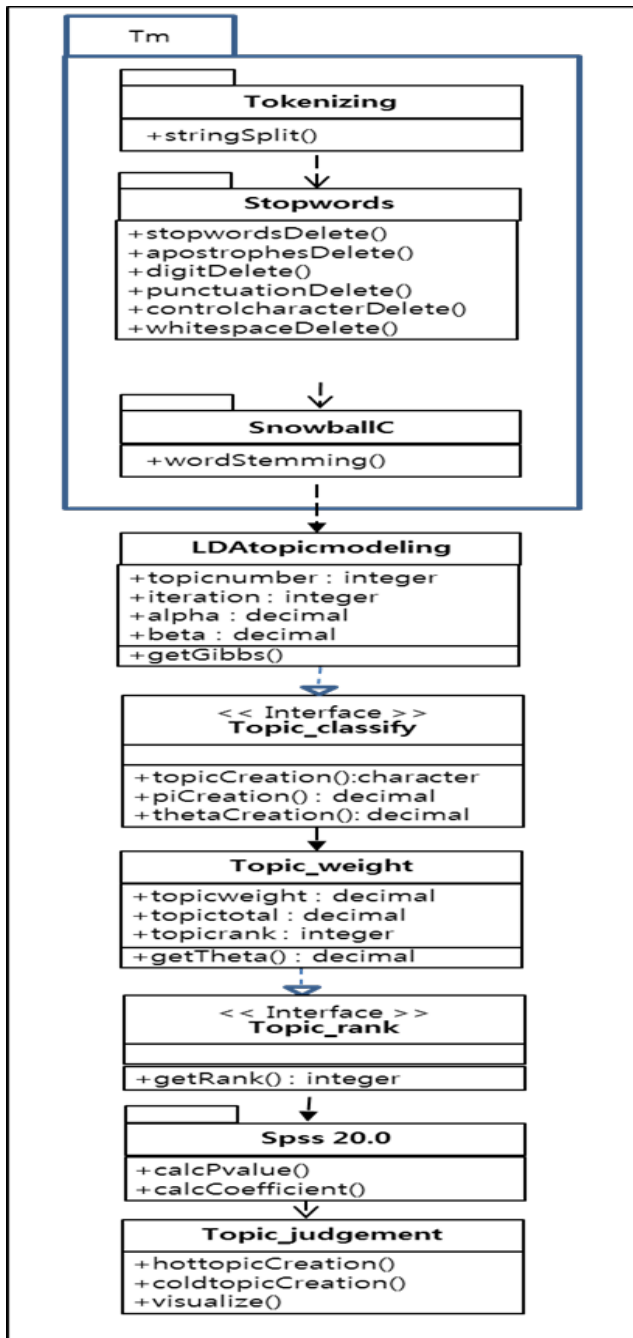 Tm
Tokenizing
+stringSplit()
Stopwords
+stopwordsDelete()
+apostrophesDelete()
+digitDelete()
+punctuationDelete()
+controlcharacterDelete()
+whitespaceDelete()
SnowballC
+wordStemming()
LDAtopicmodeling
+topicnumber : integer
+iteration : integer
+alpha : decimal
+beta : decimal
+getGibbs()
<< Interface >>
Topic_classify
+topicCreation():character
+piCreation() : decimal
+thetaCreation(): decimal
Topic_weight
+topicweight : decimal
+topictotal : decimal
+topicrank : integer
+getTheta() : decimal
<< Interface >>
Topic_rank
+getRank() : integer
Spss 20.0
+calcPvalue()
+calcCoefficient()
Topic_judgement
+hottopicCreation()
+coldtopicCreation()
+visualize()